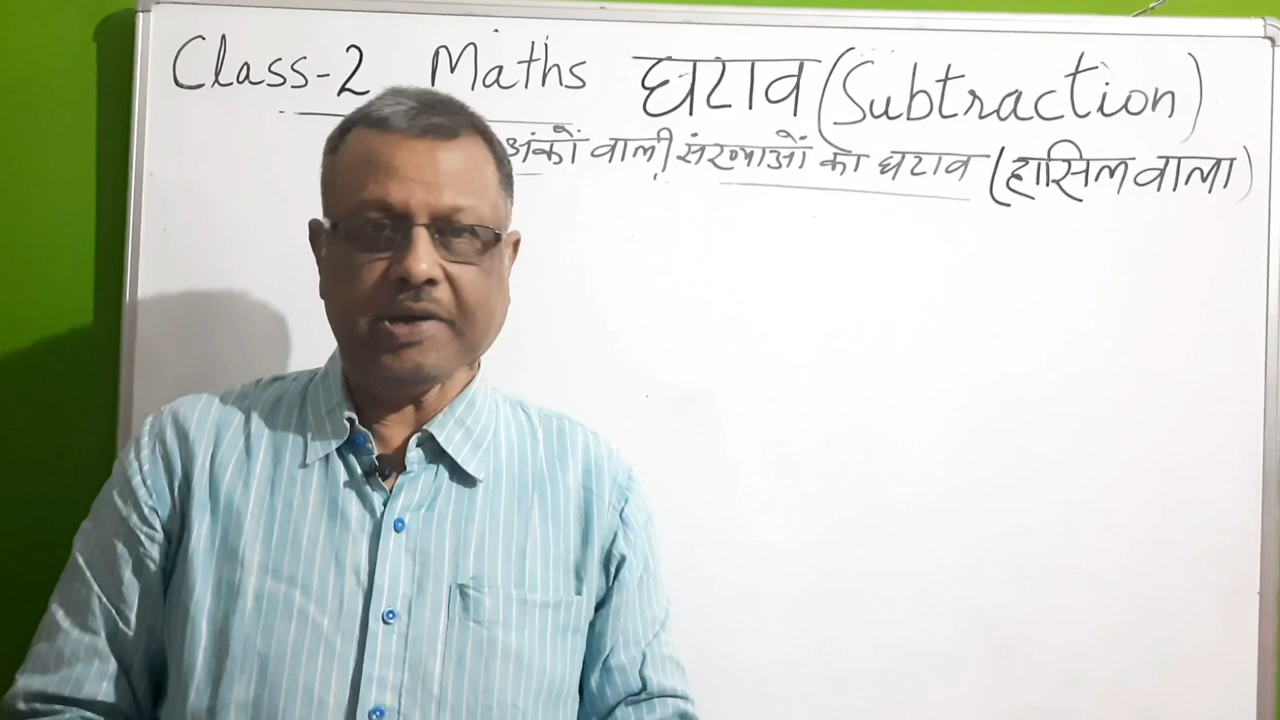 Class-2 Maths घटाव (Subtraction)
अंकों वाली संख्याओं का घटाव (हासिल वाला)